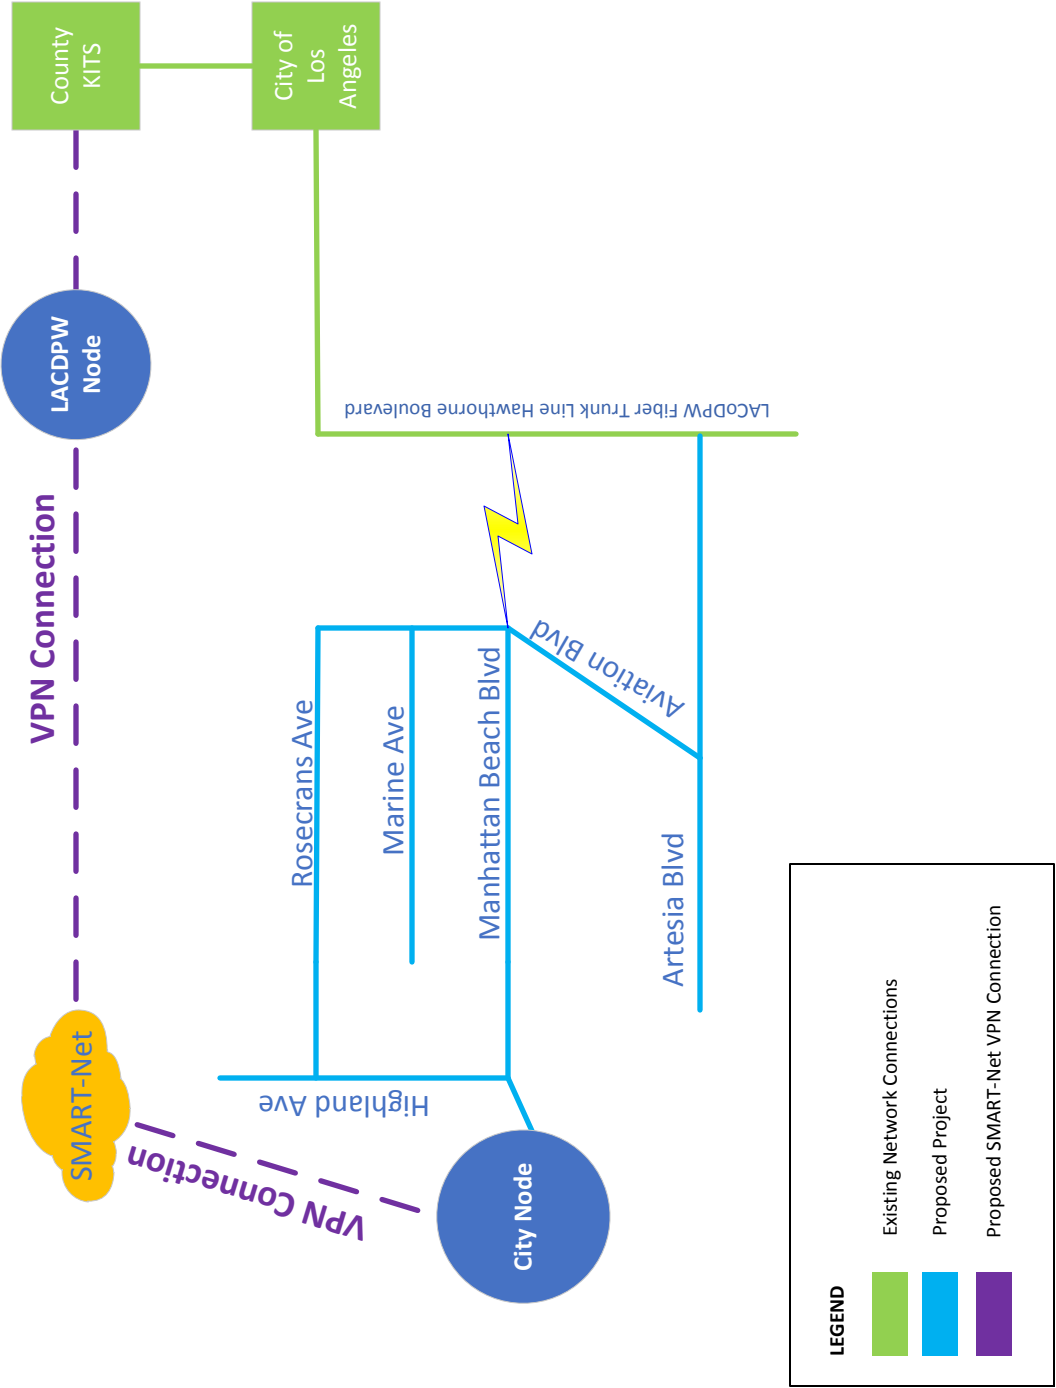 SMART-Net
VPN Connection
LACDPW
Node
County
KITS
VPN Connection
City of
Los
Angeles
Highland Ave
Rosecrans Ave
Marine Ave
Manhattan Beach Blvd
Aviation Blvd
Artesia Blvd
LACoDPW Fiber Trunk Line Hawthorne Boulevard
City Node
LEGEND
Existing Network Connections
Proposed Project
Proposed SMART-Net VPN Connection